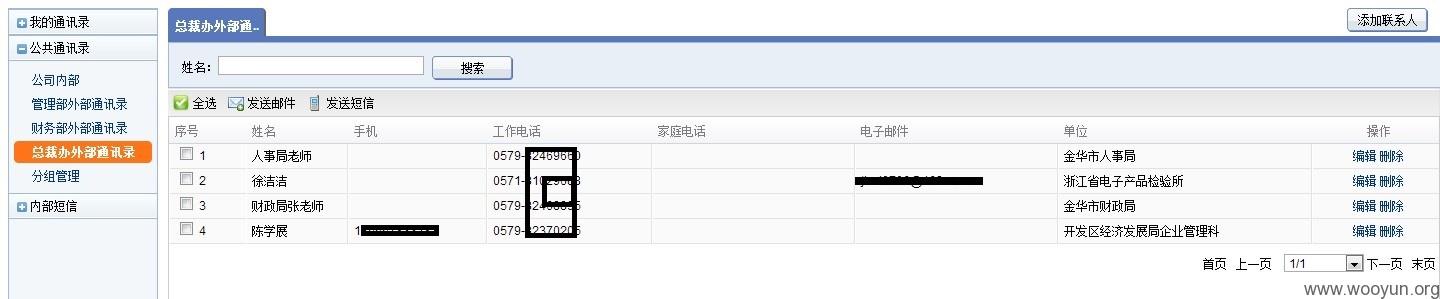 我的通讯录
公共通讯录
公司内部
管理部外部通讯录
财务部外部通讯录
总裁办外部通讯录
分组管理
内部短信
总裁办外部通.. 添加联系人
姓名: 搜索
全选 发送邮件 发送短信
序号 姓名 手机 工作电话 家庭电话 电子邮件 单位 操作
1 人事局老师 0579- 金华市人事局 编辑 删除
2 徐洁洁 0571- 浙江省电子产品检验所 编辑 删除
3 财政局张老师 0579- 金华市财政局 编辑 删除
4 陈学展 1 0579- 开发区经济发展局企业管理科 编辑 删除
首页 上一页 1/1 下一页 末页
www.wooyun.org